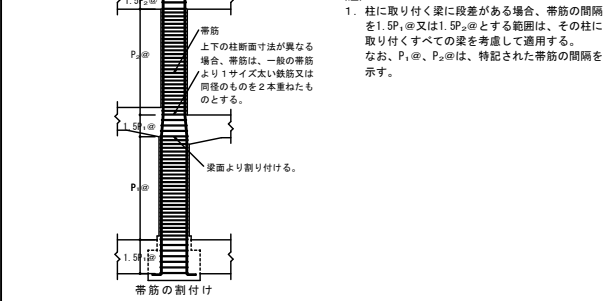 1.5P₂@
P₂@
帯筋
上下の柱断面寸法が異なる
場合、帯筋は、一般の帯筋
より１サイズ太い鉄筋又は
同径のものを２本重ねたも
のとする。
1.5P₁@
梁面より割り付ける。
P₁@
1.5P₁@
帯筋の割付け
1. 柱に取り付く梁に段差がある場合、帯筋の間隔
を1.5P₁@又は1.5P₂@とする範囲は、その柱に
取り付くすべての梁を考慮して適用する。
なお、P₁@、P₂@は、特記された帯筋の間隔を
示す。